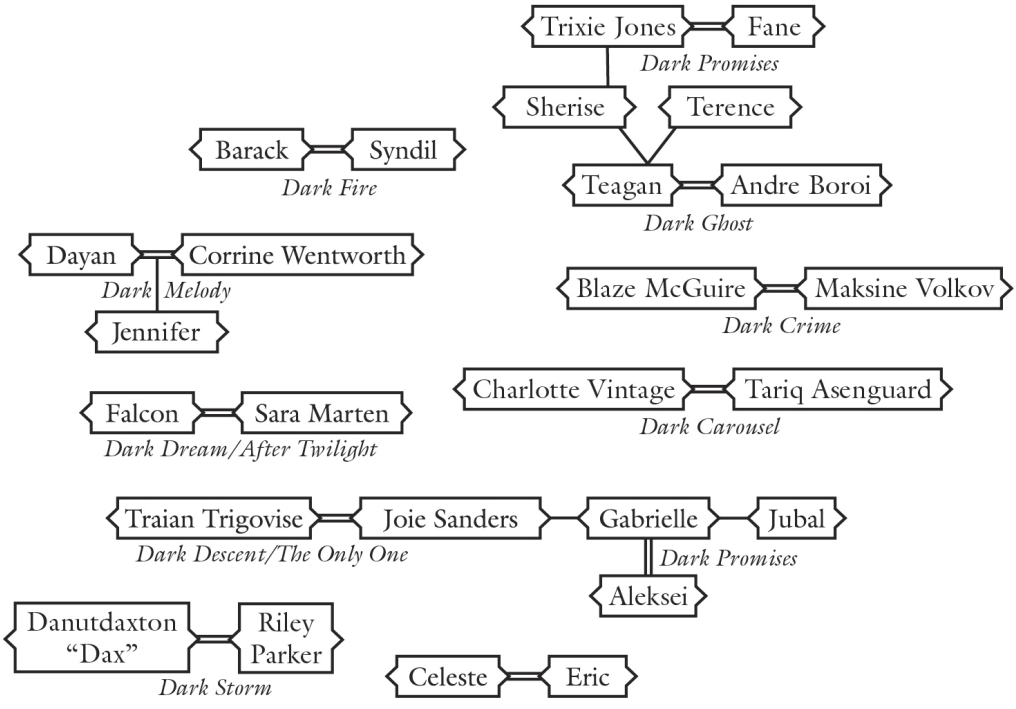 Trixie Jones
Fane
Dark Promises
Sherise
Terence
Barack
Syndil
Dark Fire
Teagan
Andre Boroi
Dark Ghost
Dayan
Corrine Wentworth
Dark Melody
Jennifer
Blaze McGuire
Maksine Volkov
Dark Crime
Charlotte Vintage
Tariq Asenguard
Dark Carousel
Falcon
Sara Marten
Dark Dream/After Twilight
Traian Trigovise
Joie Sanders
Gabrielle
Jubal
Dark Descent/The Only One
Dark Promises
Aleksei
Danutdaxton
“Dax”
Riley
Parker
Dark Storm
Celeste
Eric